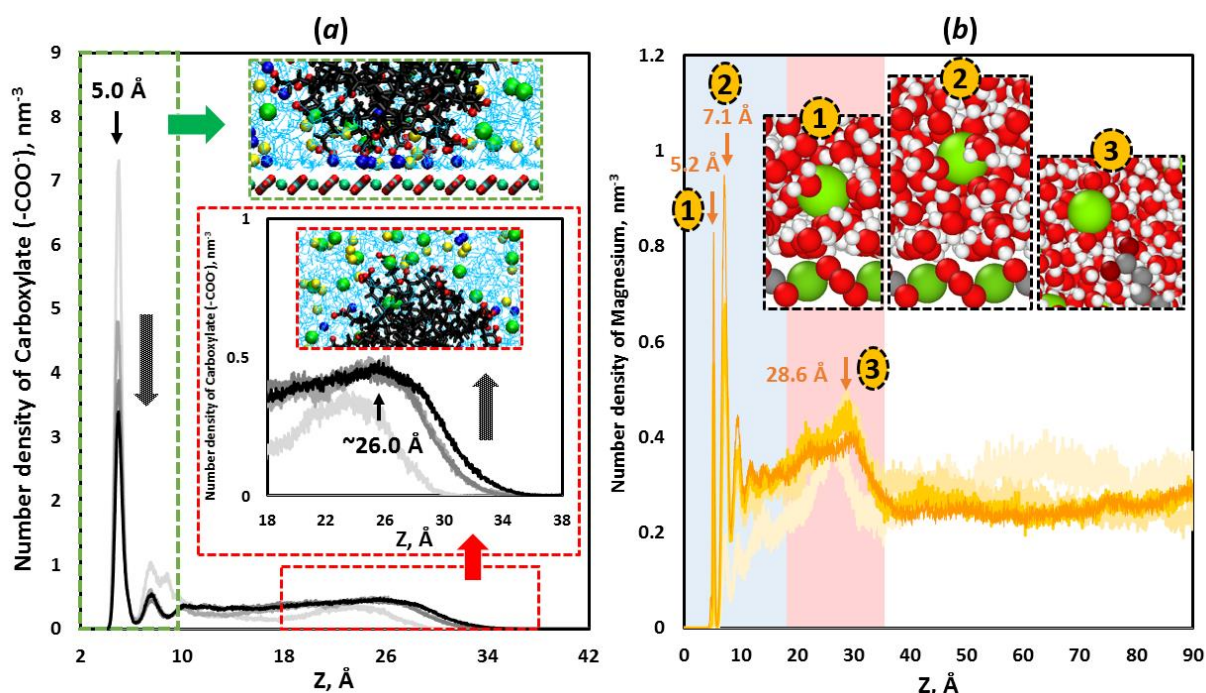 (a)
9
8
7
6
5
4
3
2
1
0
Number density of Carboxylate (-COO⁻), nm⁻³
5.0 Å
1
0.5
0
Number density of Carboxylate (-COO⁻), nm⁻³
~26.0 Å
18 22 26 30 34 38
Z, Å
2 10 18 26 34 42
Z, Å
(b)
1.2
1
0.8
0.6
0.4
0.2
0
Number density of Magnesium, nm⁻³
2
7.1 Å
5.2 Å
1
1
2
3
28.6 Å
3
0 10 20 30 40 50 60 70 80 90
Z, Å